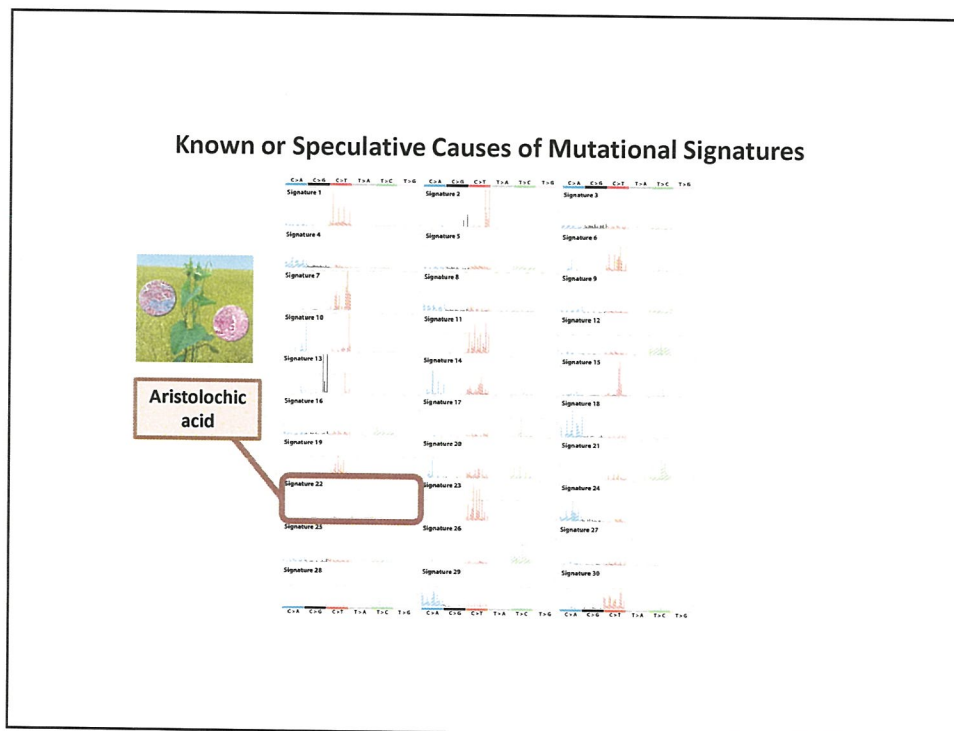 Known or Speculative Causes of Mutational Signatures
C>A C>G C>T T>A T>C T>G C>A C>G C>T T>A T>C T>G C>A C>G C>T T>A T>C T>G
Signature 1 Signature 2 Signature 3
Signature 4 Signature 5 Signature 6
Signature 7 Signature 8 Signature 9
Signature 10 Signature 11 Signature 12
Signature 13 Signature 14 Signature 15
Aristolochic
acid
Signature 16 Signature 17 Signature 18
Signature 19 Signature 20 Signature 21
Signature 22 Signature 23 Signature 24
Signature 25 Signature 26 Signature 27
Signature 28 Signature 29 Signature 30
C>A C>G C>T T>A T>C T>G C>A C>G C>T T>A T>C T>G C>A C>G C>T T>A T>C T>G